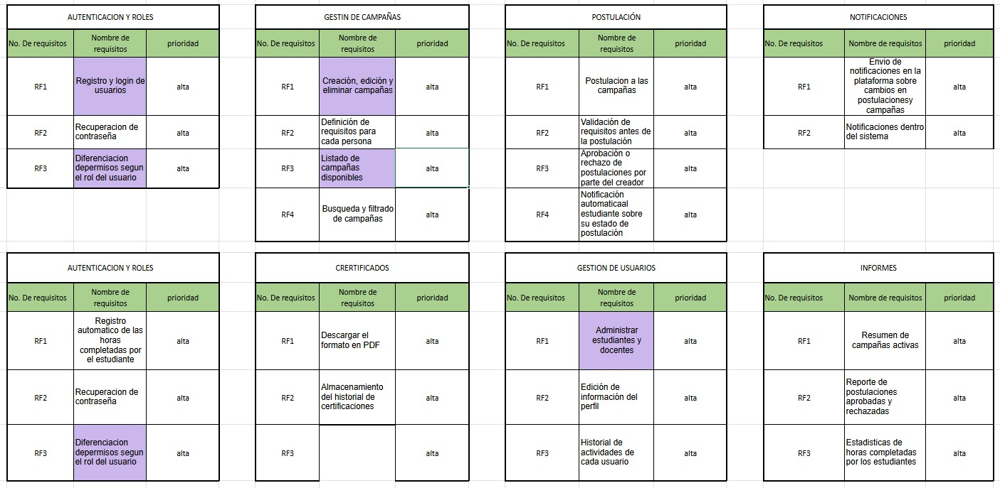 AUTENTICACION Y ROLES
No. De requisitos
Nombre de
requisitos
prioridad
RF1
Registro y login de
usuarios
alta
RF2
Recuperacion de
contraseña
alta
RF3
Diferenciacion
depermisos segun
el rol del usuario
alta
GESTIN DE CAMPAÑAS
No. De requisitos
Nombre de
requisitos
prioridad
RF1
Creación, edición y
eliminar campañas
alta
RF2
Definición de
requisitos para
cada persona
alta
RF3
Listado de
campañas
disponibles
alta
RF4
Busqueda y filtrado
de campañas
alta
POSTULACIÓN
No. De requisitos
Nombre de
requisitos
prioridad
RF1
Postulacion a las
campañas
alta
RF2
Validación de
requisitos antes de
la postulación
alta
RF3
Aprobación o
rechazo de
postulaciones por
parte del creador
alta
RF4
Notificación
automaticaal
estudiante sobre
su estado de
postulación
alta
NOTIFICACIONES
No. De requisitos
Nombre de requisitos
prioridad
RF1
Envio de
notificaciones en la
plataforma sobre
cambios en
postulacionesy
campañas
alta
RF2
Notificaciones dentro
del sistema
alta
AUTENTICACION Y ROLES
No. De requisitos
Nombre de
requisitos
prioridad
RF1
Registro
automatico de las
horas
completadas por
el estudiante
alta
RF2
Recuperacion de
contraseña
alta
RF3
Diferenciacion
depermisos segun
el rol del usuario
alta
CRERTIFICADOS
No. De requisitos
Nombre de
requisitos
prioridad
RF1
Descargar el
formato en PDF
alta
RF2
Almacenamiento
del historial de
certificaciones
alta
RF3
alta
GESTION DE USUARIOS
No. De requisitos
Nombre de
requisitos
prioridad
RF1
Administrar
estudiantes y
docentes
alta
RF2
Edición de
información del
perfil
alta
RF3
Historial de
actividades de
cada usuario
alta
INFORMES
No. De requisitos
Nombre de requisitos
prioridad
RF1
Resumen de
campañas activas
alta
RF2
Reporte de
postulaciones
aprobadas y
rechazadas
alta
RF3
Estadisticas de
horas completadas
por los estudiantes
alta